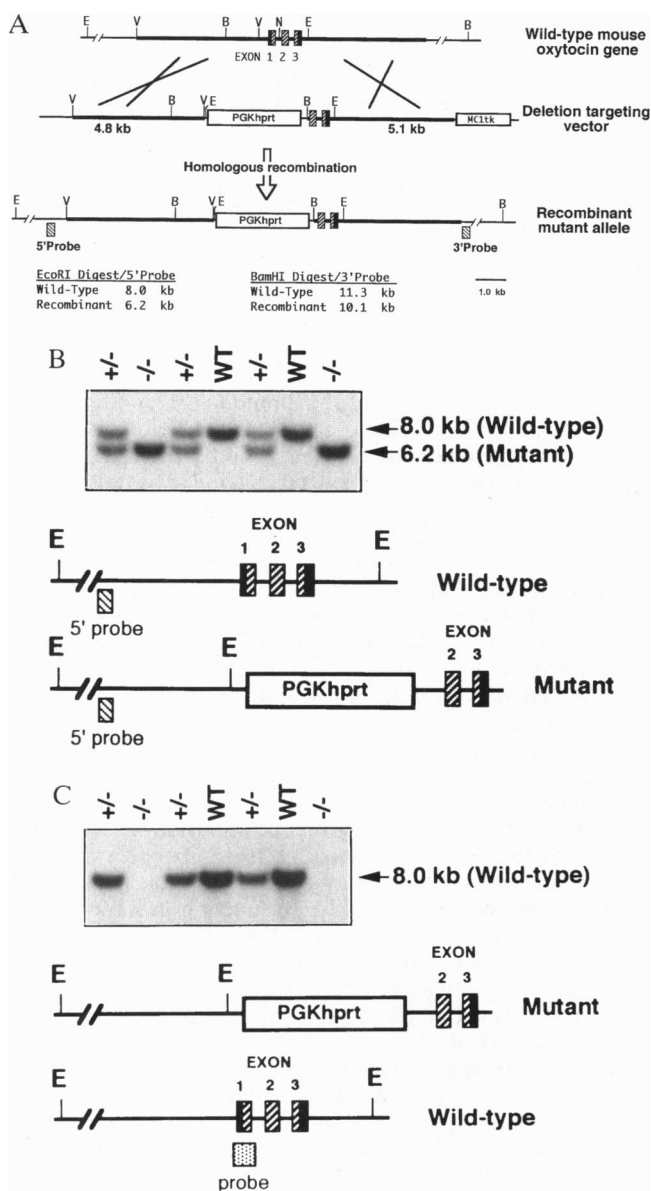 A
E V B V N E B
Wild-type mouse
oxytocin gene
EXON 1 2 3
V B V E B E
PGKhprt
MC1tk
Deletion targeting
vector
4.8 kb 5.1 kb
Homologous recombination
E V B V E B E B
PGKhprt
Recombinant
mutant allele
5'Probe 3'Probe
EcoRI Digest/5'Probe
Wild-Type 8.0 kb
Recombinant 6.2 kb
BamHI Digest/3'Probe
Wild-Type 11.3 kb
Recombinant 10.1 kb
1.0 kb
B
+/- -/- +/- WT +/- WT -/-
8.0 kb (Wild-type)
6.2 kb (Mutant)
EXON
E 1 2 3 E
Wild-type
5' probe
EXON
E E 2 3
PGKhprt
Mutant
5' probe
C
+/- -/- +/- WT +/- WT -/-
8.0 kb (Wild-type)
EXON
E E 2 3
PGKhprt
Mutant
EXON
E 1 2 3 E
Wild-type
probe